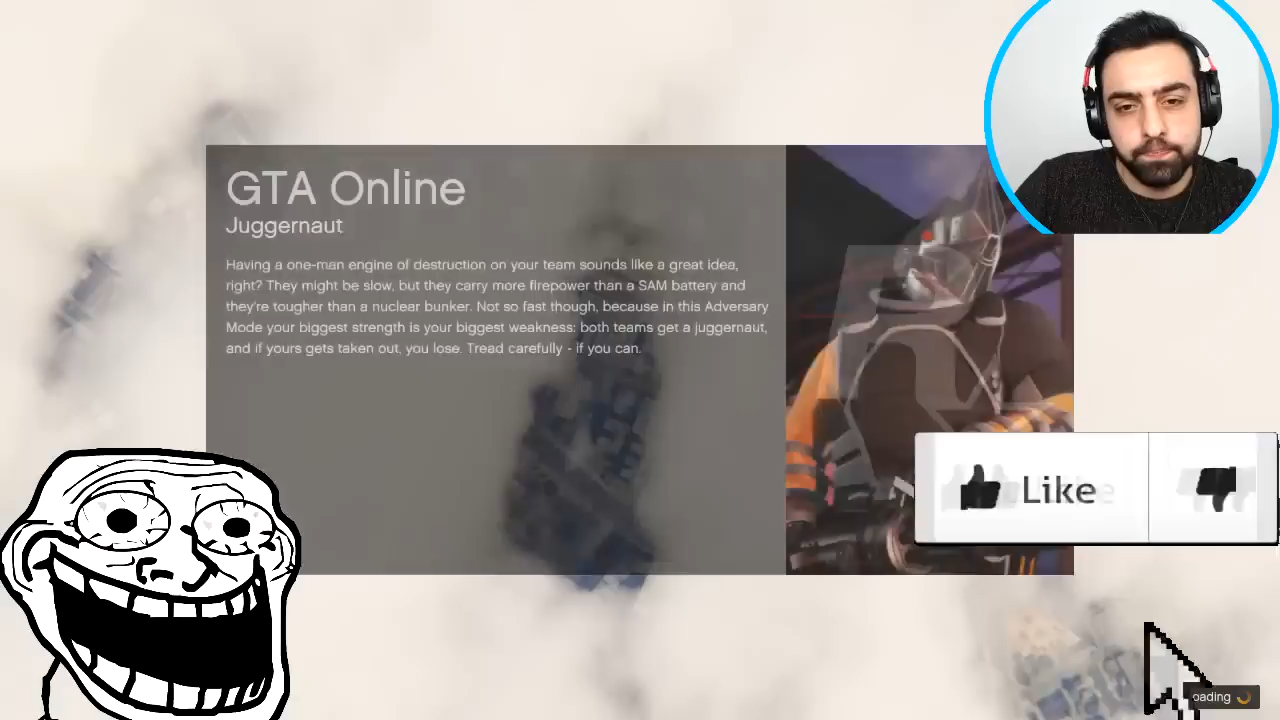 GTA Online
Juggernaut
Having a one-man engine of destruction on your team sounds like a great idea,
right? They might be slow, but they carry more firepower than a SAM battery and
they're tougher than a nuclear bunker. Not so fast though, because in this Adversary
Mode your biggest strength is your biggest weakness: both teams get a juggernaut,
and if yours gets taken out, you lose. Tread carefully - if you can.
Like
oading